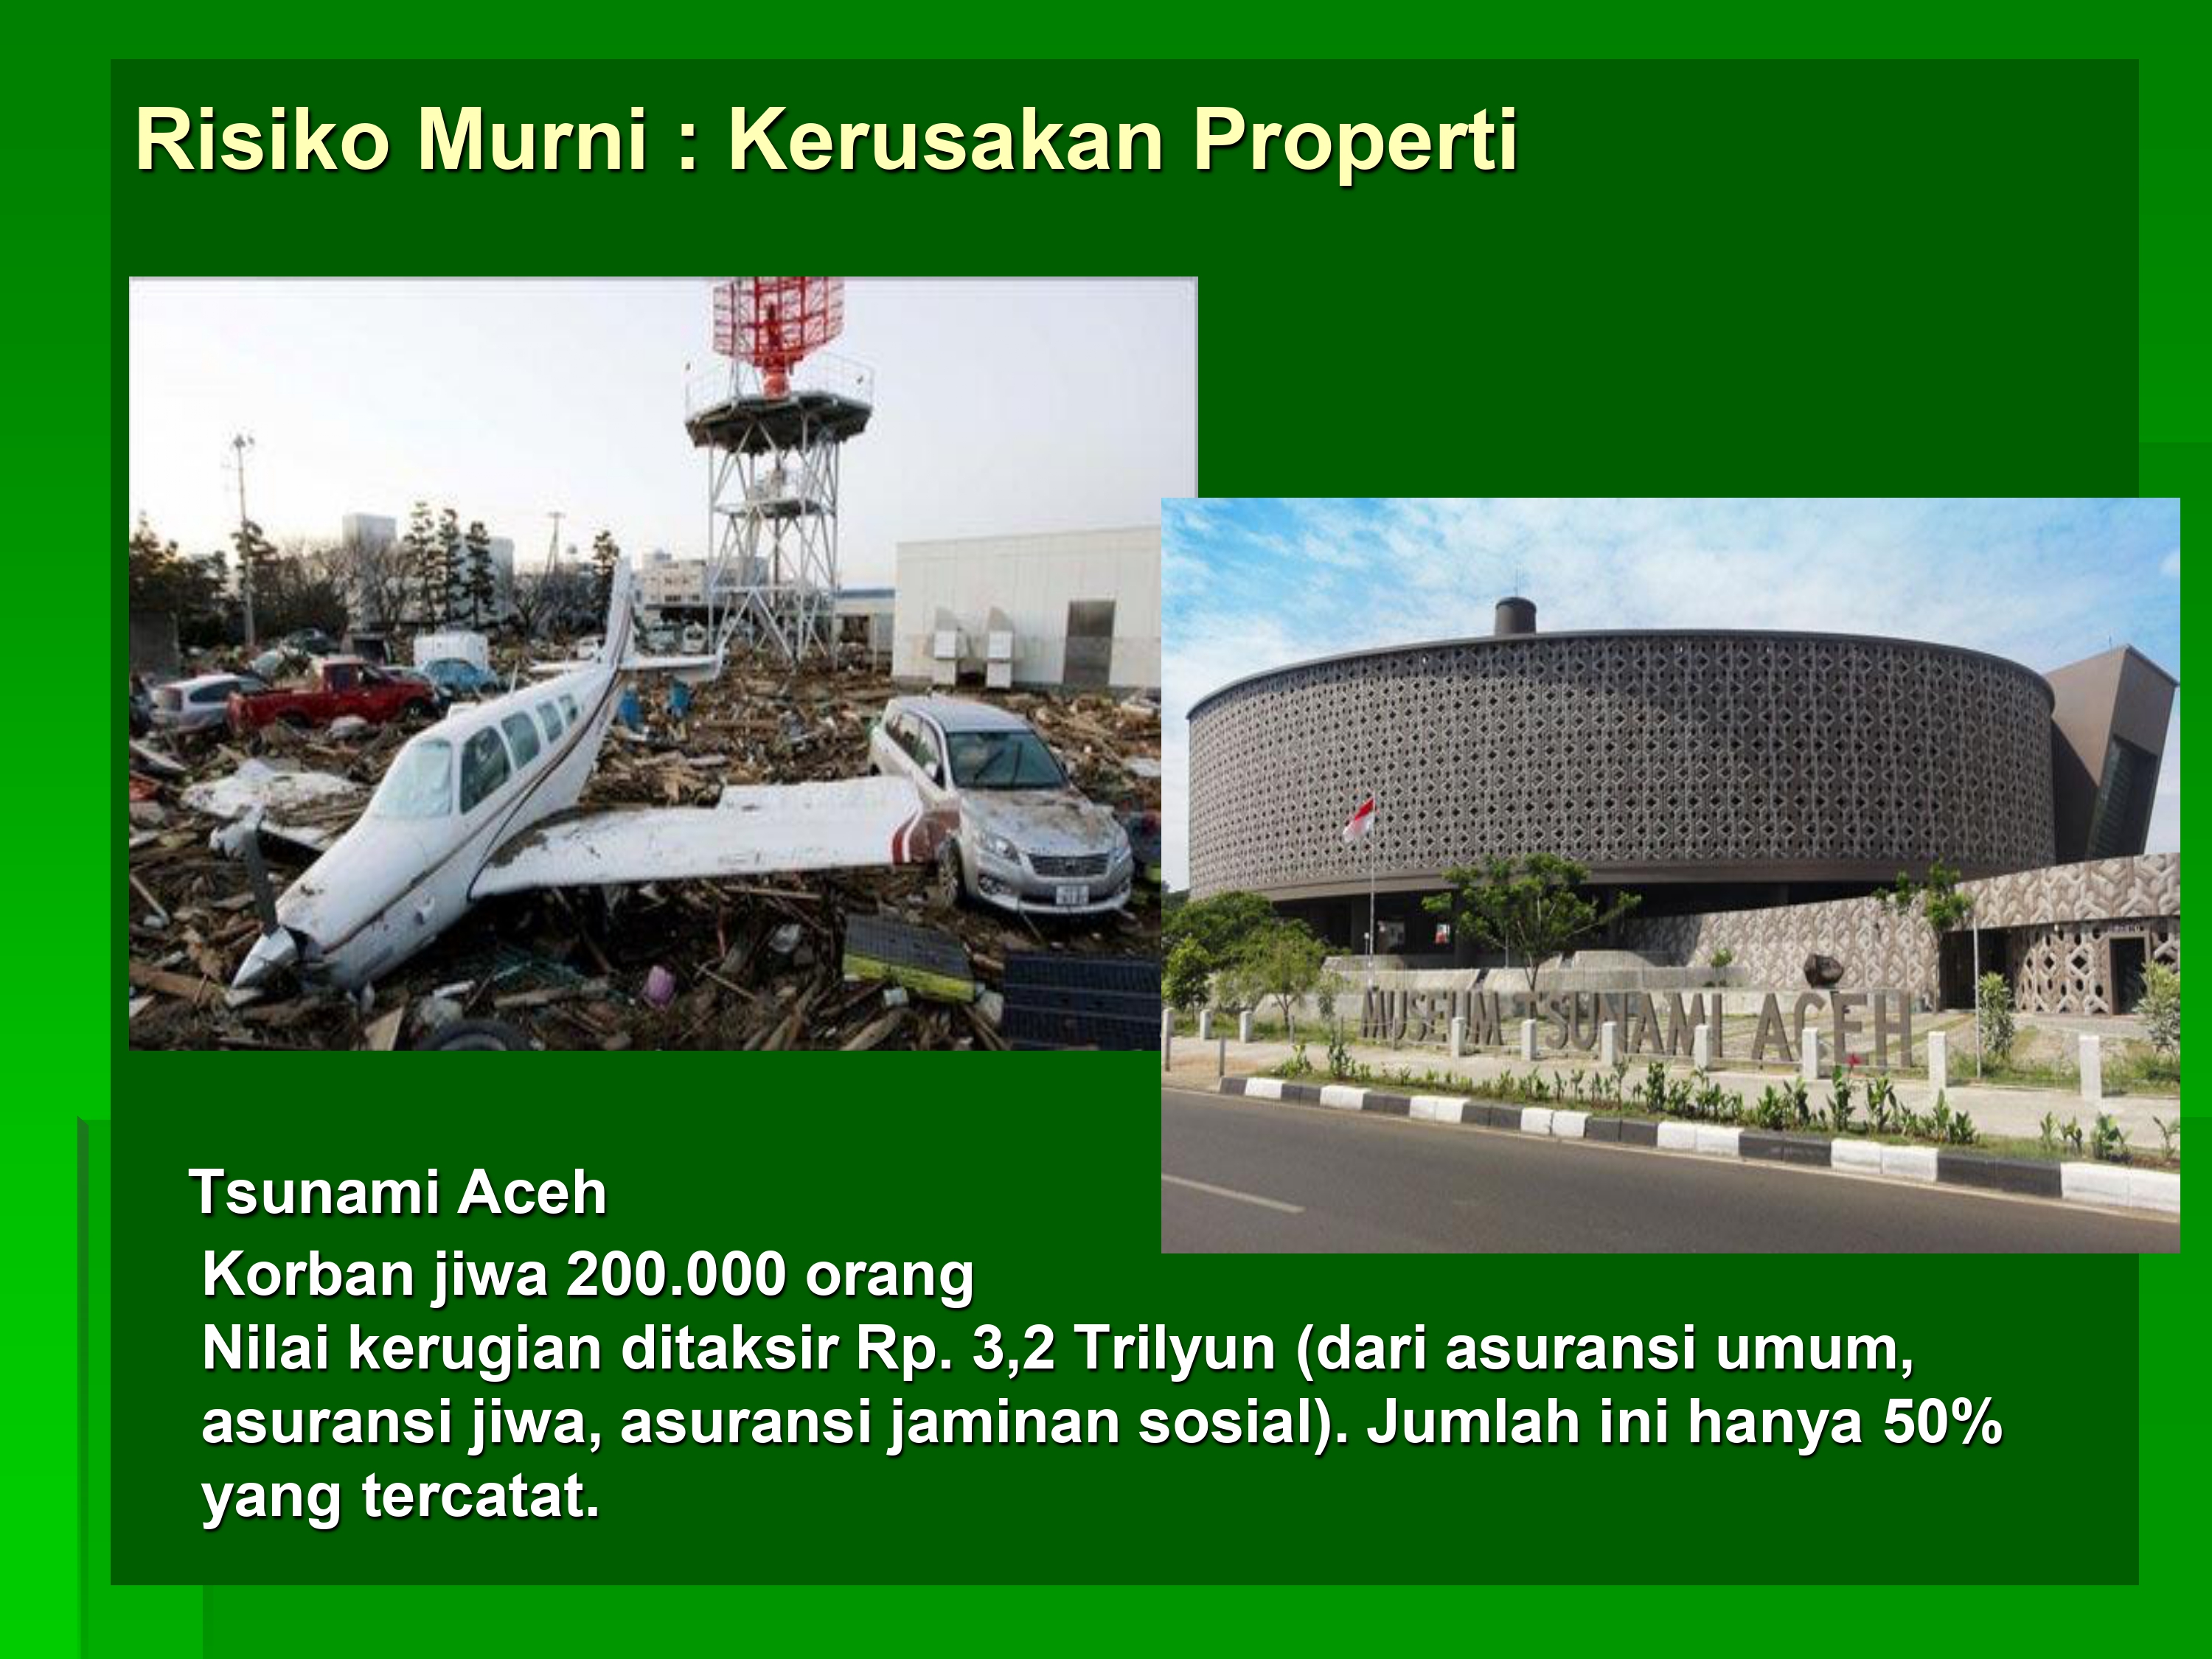 Risiko Murni : Kerusakan Properti
MUSEUM TSUNAMI ACEH
Tsunami Aceh
Korban jiwa 200.000 orang
Nilai kerugian ditaksir Rp. 3,2 Trilyun (dari asuransi umum,
asuransi jiwa, asuransi jaminan sosial). Jumlah ini hanya 50%
yang tercatat.